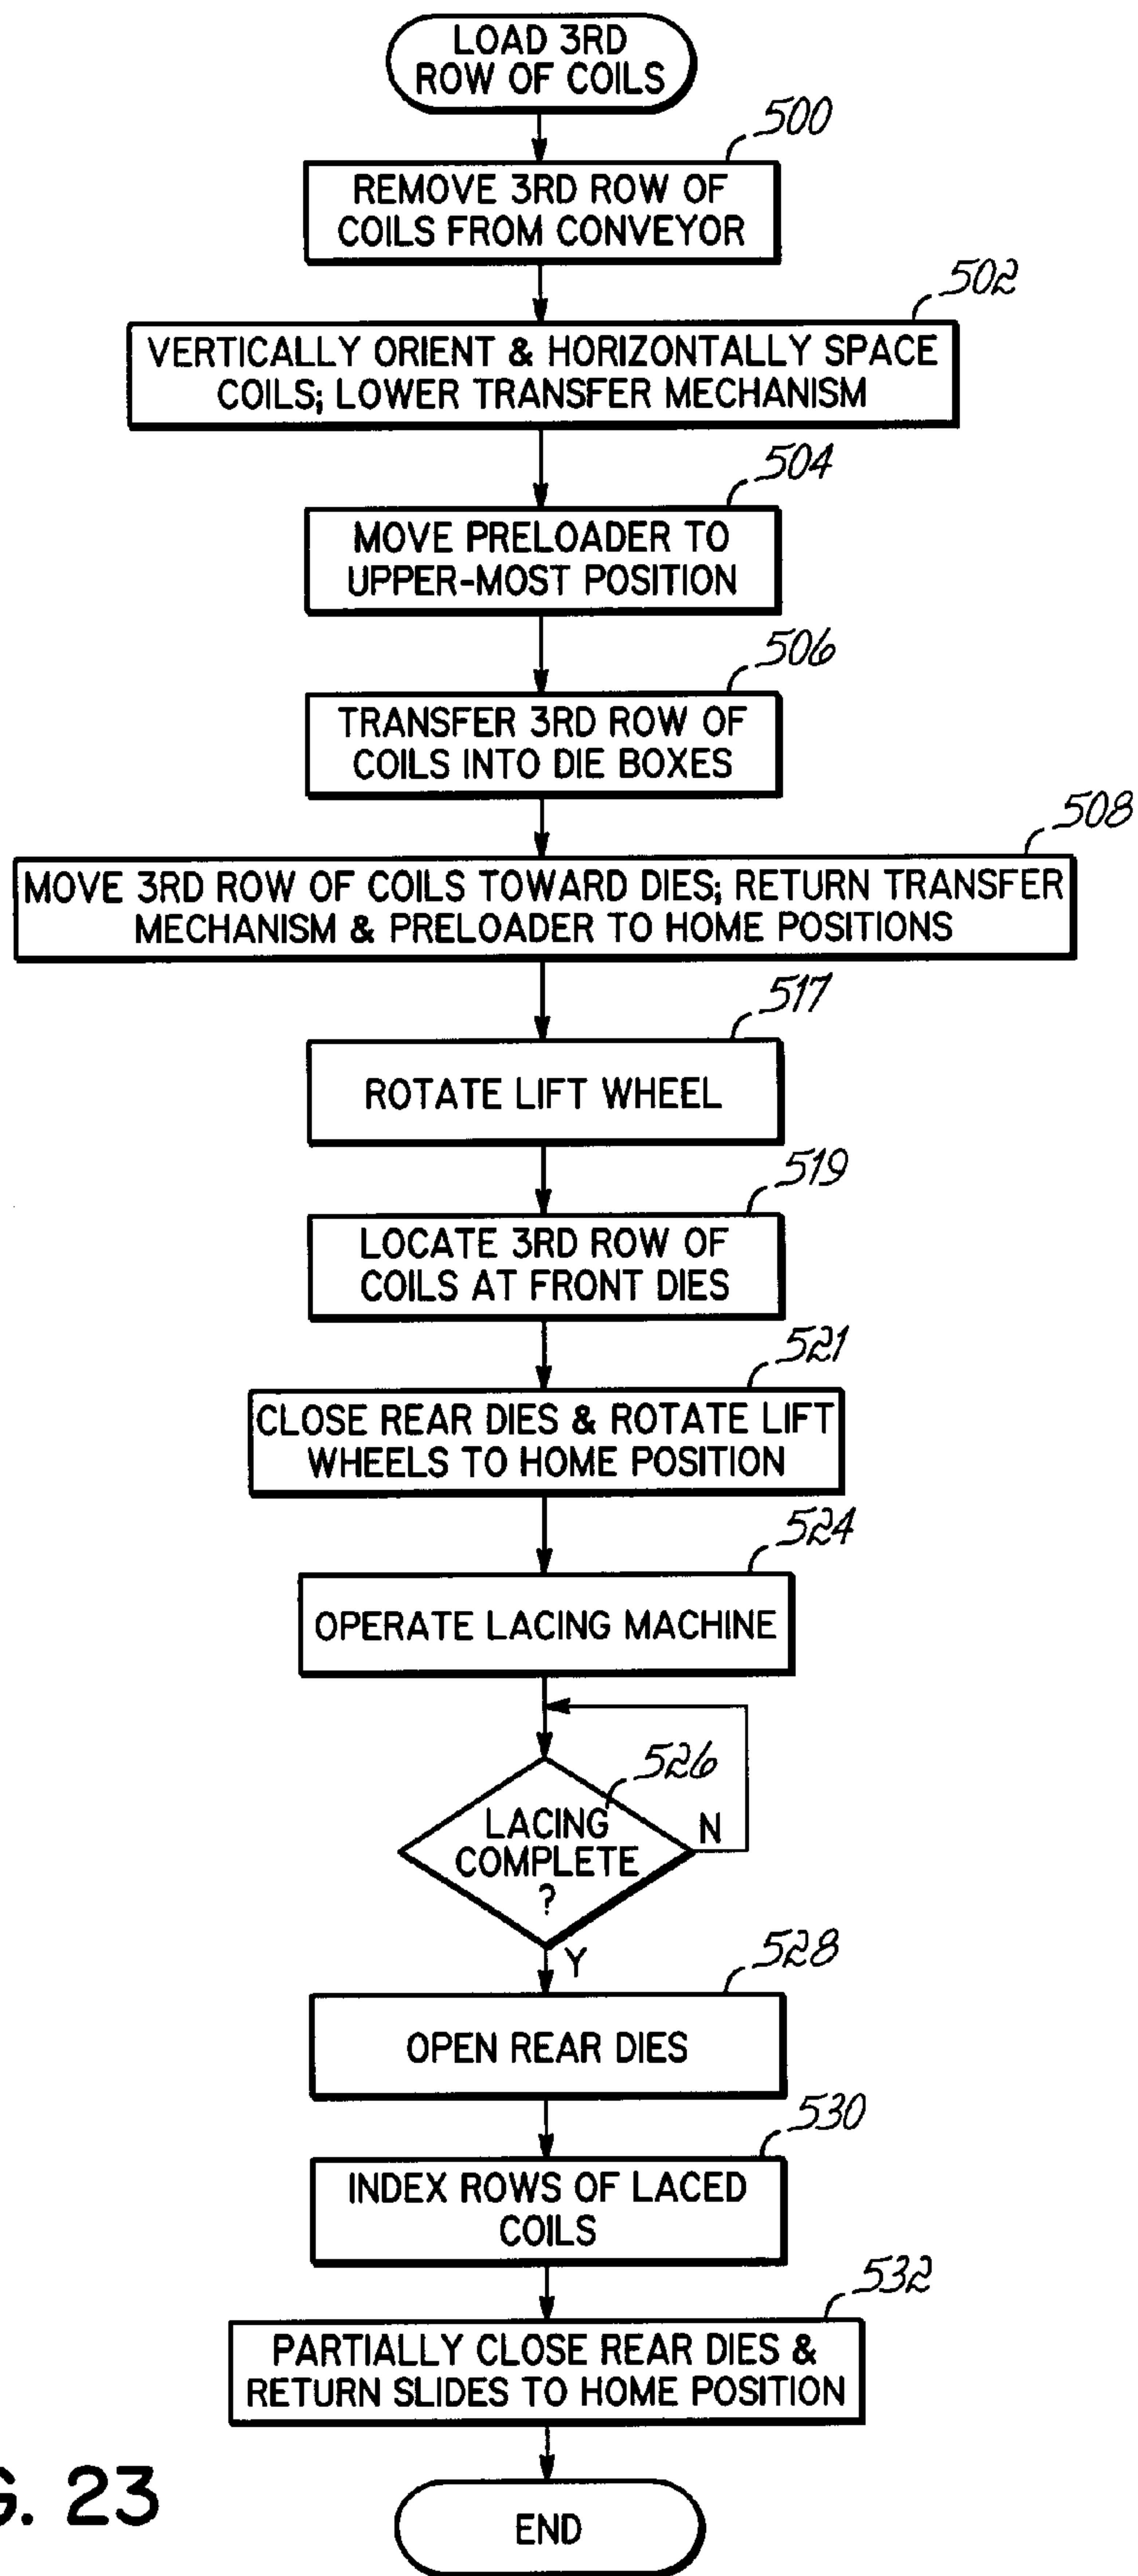 LOAD 3RD
ROW OF COILS
500
REMOVE 3RD ROW OF
COILS FROM CONVEYOR
502
VERTICALLY ORIENT & HORIZONTALLY SPACE
COILS; LOWER TRANSFER MECHANISM
504
MOVE PRELOADER TO
UPPER-MOST POSITION
506
TRANSFER 3RD ROW OF
COILS INTO DIE BOXES
508
MOVE 3RD ROW OF COILS TOWARD DIES; RETURN TRANSFER
MECHANISM & PRELOADER TO HOME POSITIONS
517
ROTATE LIFT WHEEL
519
LOCATE 3RD ROW OF
COILS AT FRONT DIES
521
CLOSE REAR DIES & ROTATE LIFT
WHEELS TO HOME POSITION
524
OPERATE LACING MACHINE
526
LACING
COMPLETE
?
N
Y
528
OPEN REAR DIES
530
INDEX ROWS OF LACED
COILS
532
PARTIALLY CLOSE REAR DIES &
RETURN SLIDES TO HOME POSITION
END
G. 23